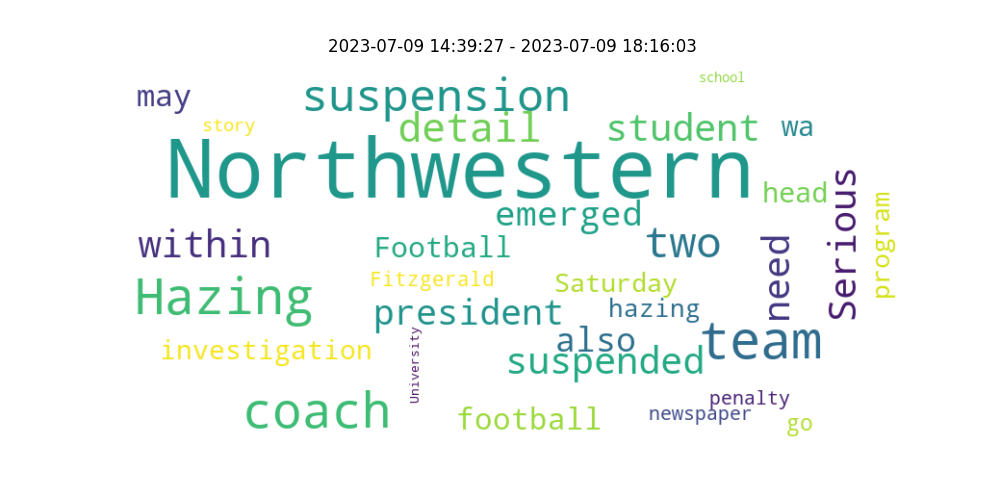 2023-07-09 14:39:27 - 2023-07-09 18:16:03
school
may
suspension
story
detail
student
wa
Northwestern
head
emerged
within
Football
two
need
Serious
program
Fitzgerald
Saturday
Hazing
president
hazing
also
team
investigation
University
suspended
coach
football
newspaper
penalty
go